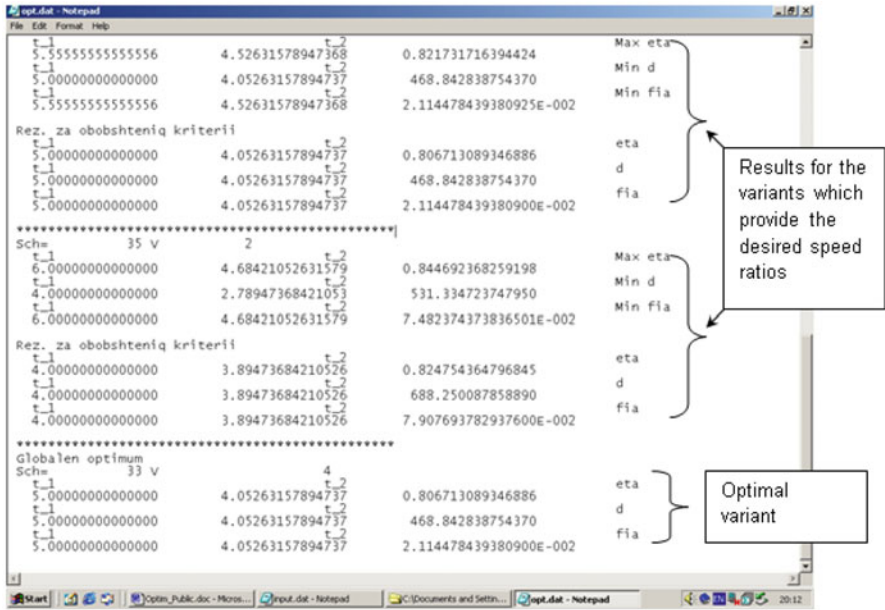 opt.dat - Notepad
File Edit Format Help
t_1 t_2 Max eta
5.55555555555556 4.52631578947368 0.821731716394424
t_1 t_2 Min d
5.00000000000000 4.05263157894737 468.842838754370
t_1 t_2 Min fia
5.55555555555556 4.52631578947368 2.114478439380925E-002
Rez. za obobshteniq kriterii
t_1 t_2 eta
5.00000000000000 4.05263157894737 0.806713089346886
t_1 t_2 d
5.00000000000000 4.05263157894737 468.842838754370
t_1 t_2 fia
5.00000000000000 4.05263157894737 2.114478439380900E-002
**************************************************
Sch= 35 V 2
t_1 t_2 Max eta
6.00000000000000 4.68421052631579 0.844692368259198
t_1 t_2 Min d
4.00000000000000 2.78947368421053 531.334723747950
t_1 t_2 Min fia
6.00000000000000 4.68421052631579 7.482374373836501E-002
Rez. za obobshteniq kriterii
t_1 t_2 eta
4.00000000000000 3.89473684210526 0.824754364796845
t_1 t_2 d
4.00000000000000 3.89473684210526 688.250087858890
t_1 t_2 fia
4.00000000000000 3.89473684210526 7.907693782937600E-002
**************************************************
Globalen optimum
Sch= 33 V 4
t_1 t_2 eta
5.00000000000000 4.05263157894737 0.806713089346886
t_1 t_2 d
5.00000000000000 4.05263157894737 468.842838754370
t_1 t_2 fia
5.00000000000000 4.05263157894737 2.114478439380900E-002
Results for the
variants which
provide the
desired speed
ratios
Optimal
variant
Start Optim_Public.doc - Micros... input.dat - Notepad C:\Documents and Settin... opt.dat - Notepad EN 20:12